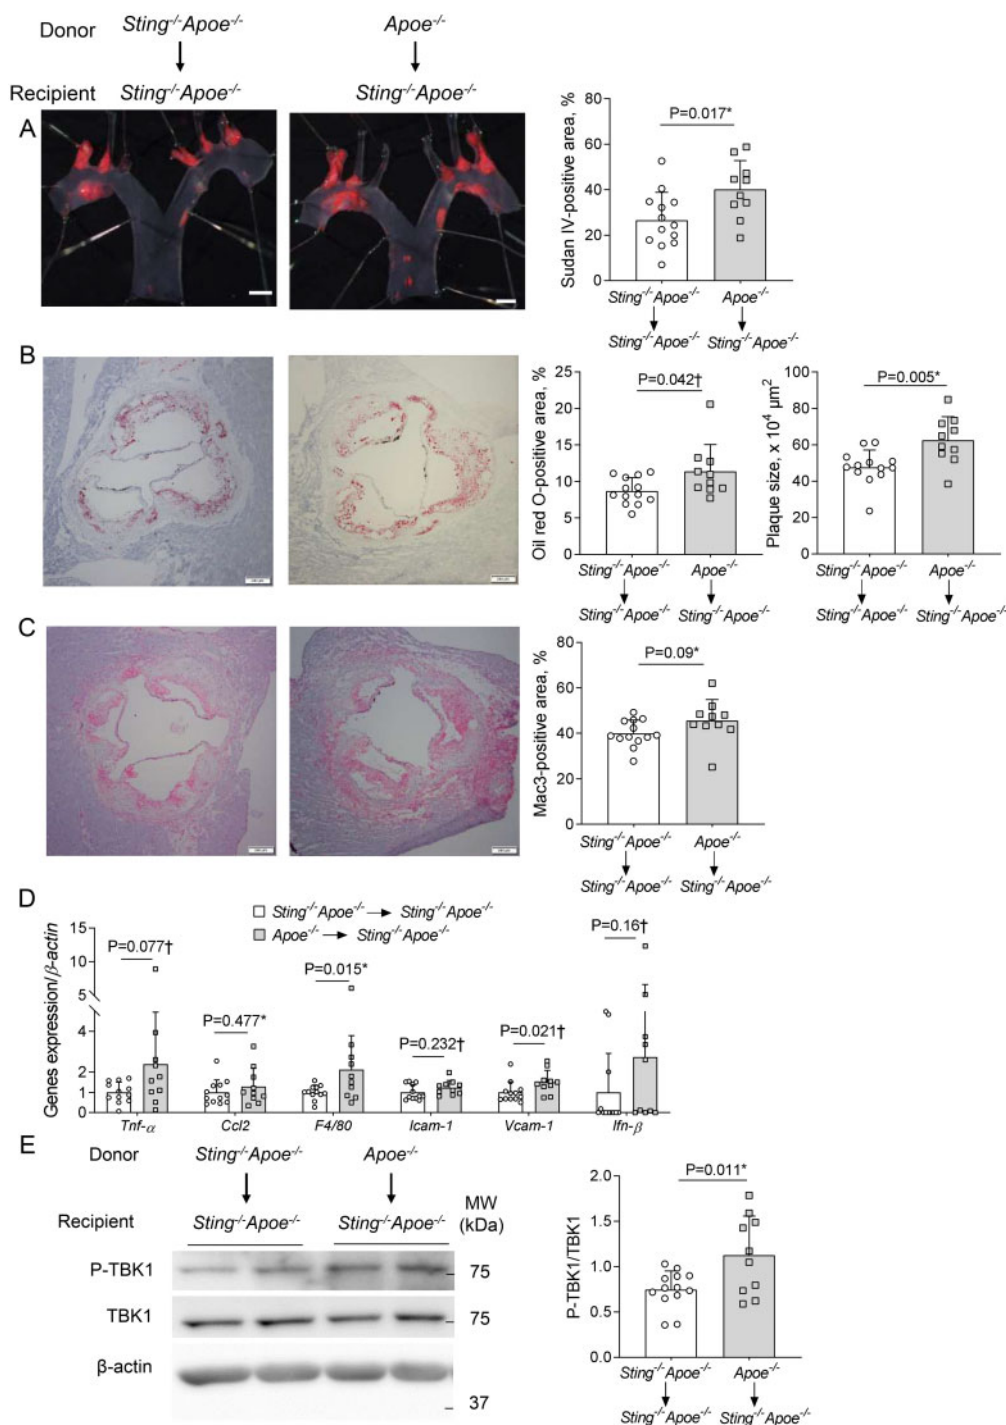 Donor Sting-/-Apoe-/- Apoe-/-
Recipient Sting-/-Apoe-/- Sting-/-Apoe-/-
A
Sudan IV-positive area, %
80
60
40
20
0
P=0.017*
Sting-/-Apoe-/- Apoe-/-
Sting-/-Apoe-/- Sting-/-Apoe-/-
B
Oil red O-positive area, %
25
20
15
10
5
0
P=0.042†
Sting-/-Apoe-/- Apoe-/-
Sting-/-Apoe-/- Sting-/-Apoe-/-
Plaque size, x 10⁴ µm²
100
80
60
40
20
0
P=0.005*
Sting-/-Apoe-/- Apoe-/-
Sting-/-Apoe-/- Sting-/-Apoe-/-
C
Mac3-positive area, %
80
60
40
20
0
P=0.09*
Sting-/-Apoe-/- Apoe-/-
Sting-/-Apoe-/- Sting-/-Apoe-/-
D
Sting-/-Apoe-/- → Sting-/-Apoe-/-
Apoe-/- → Sting-/-Apoe-/-
Genes expression/β-actin
15
10
5
4
2
0
P=0.077†
P=0.477*
P=0.015*
P=0.232†
P=0.021†
P=0.16†
Tnf-α Ccl2 F4/80 Icam-1 Vcam-1 Ifn-β
E
Donor Sting-/-Apoe-/- Apoe-/-
Recipient Sting-/-Apoe-/- Sting-/-Apoe-/-
MW
(kDa)
P-TBK1 75
TBK1 75
β-actin
37
P-TBK1/TBK1
2.0
1.5
1.0
0.5
0.0
P=0.011*
Sting-/-Apoe-/- Apoe-/-
Sting-/-Apoe-/- Sting-/-Apoe-/-